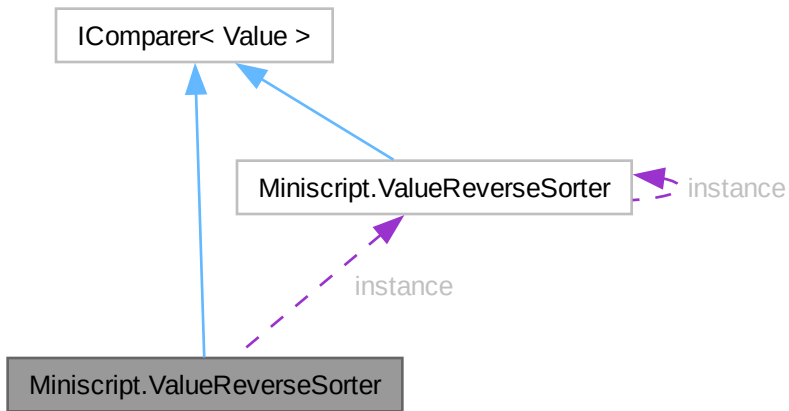 IComparer< Value >
Miniscript.ValueReverseSorter
instance
instance
Miniscript.ValueReverseSorter